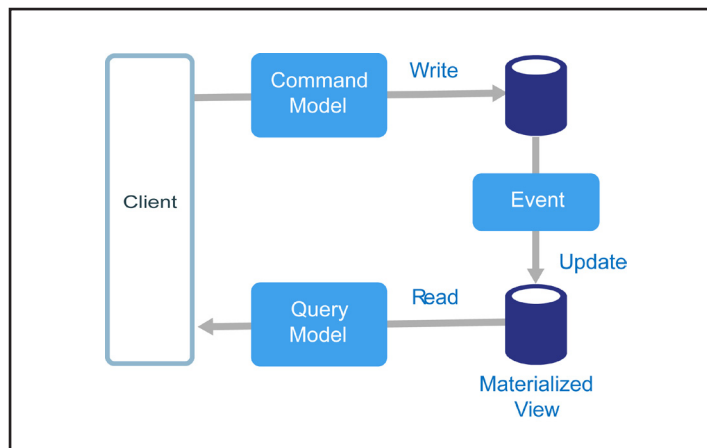 Command
Model
Write
Client
Event
Update
Query
Model
Read
Materialized
View